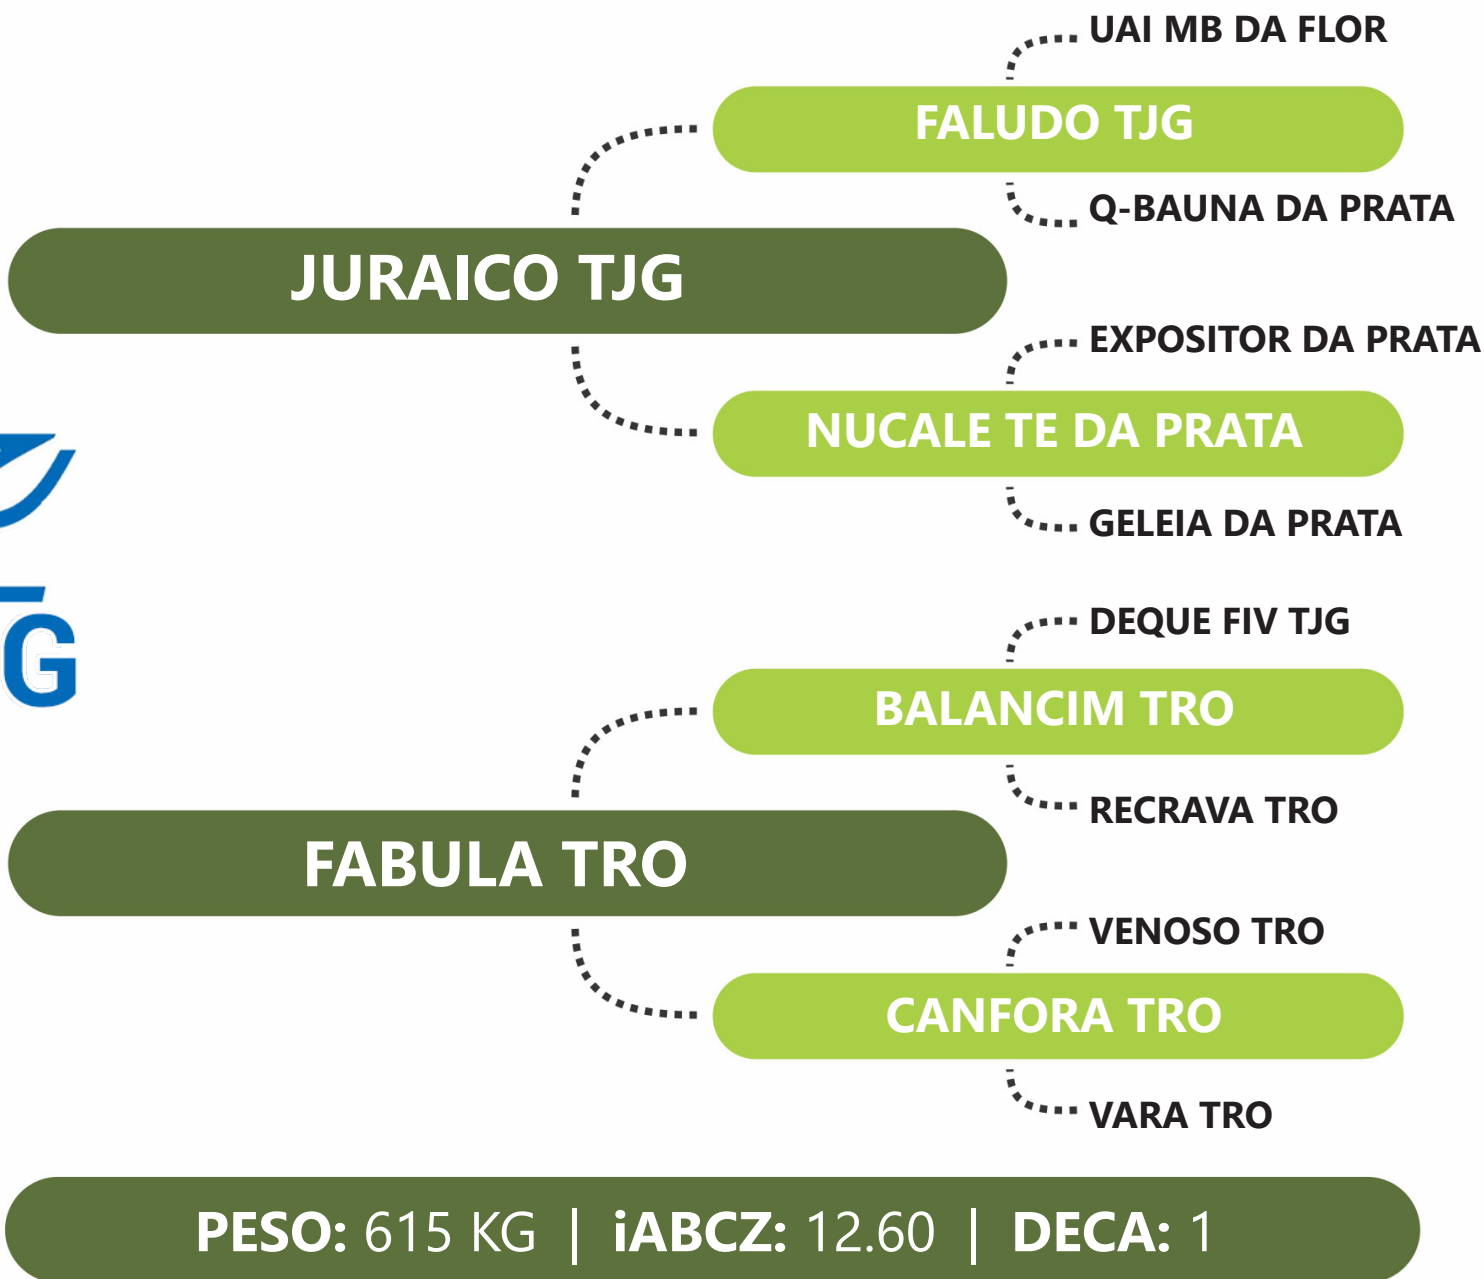 UAI MB DA FLOR
FALUDO TJG
Q-BAUNA DA PRATA
JURAICO TJG
EXPOSITOR DA PRATA
NUCALE TE DA PRATA
GELEIA DA PRATA
G
DEQUE FIV TJG
BALANCIM TRO
RECRAVA TRO
FABULA TRO
VENOSO TRO
CANFORA TRO
VARA TRO
PESO: 615 KG | iABCZ: 12.60 | DECA: 1